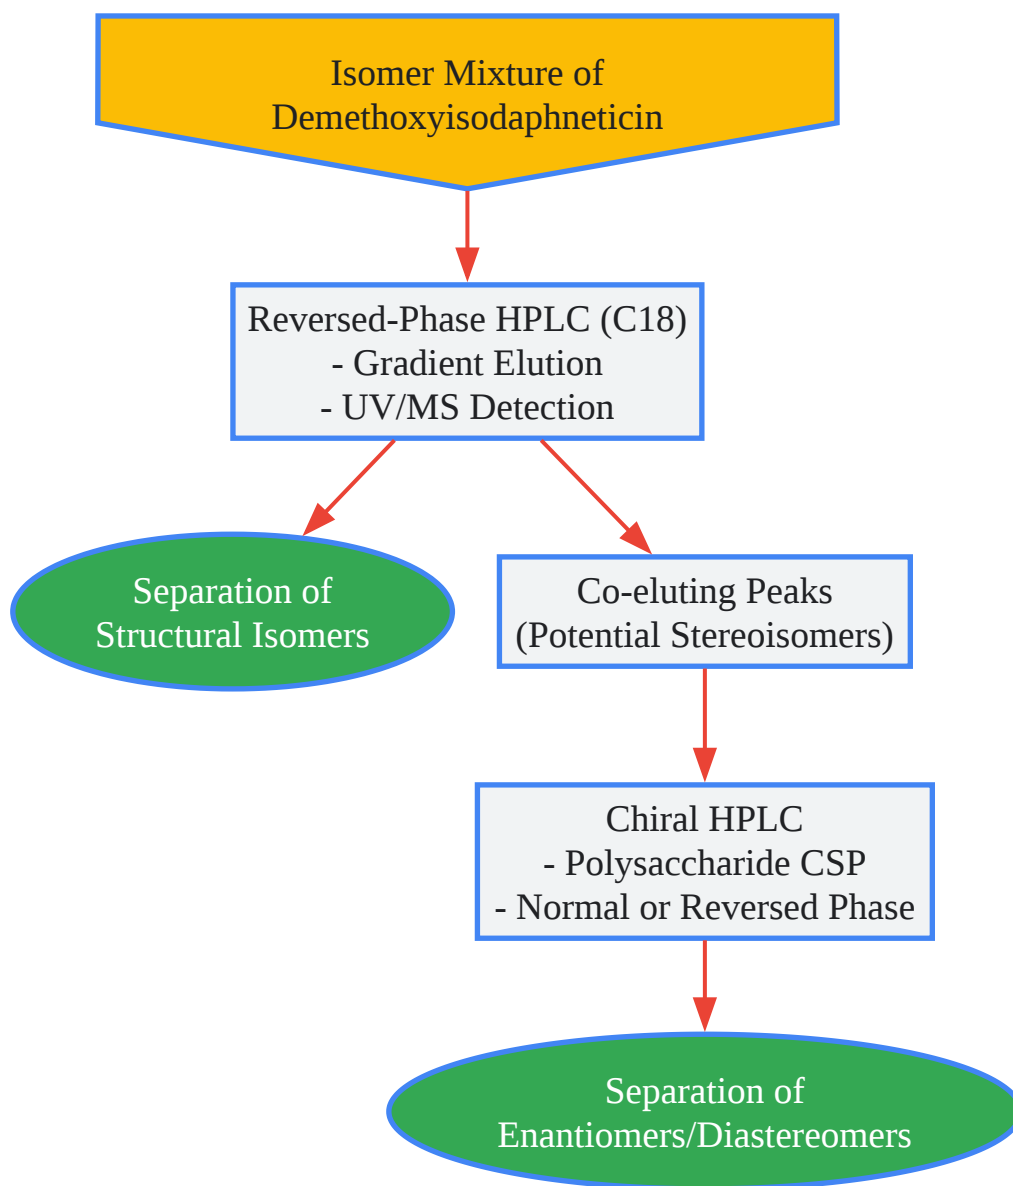 Isomer Mixture of
Demethoxyisodaphneticin
Reversed-Phase HPLC (C18)
- Gradient Elution
- UV/MS Detection
Separation of
Structural Isomers
Co-eluting Peaks
(Potential Stereoisomers)
Chiral HPLC
- Polysaccharide CSP
- Normal or Reversed Phase
Separation of
Enantiomers/Diastereomers